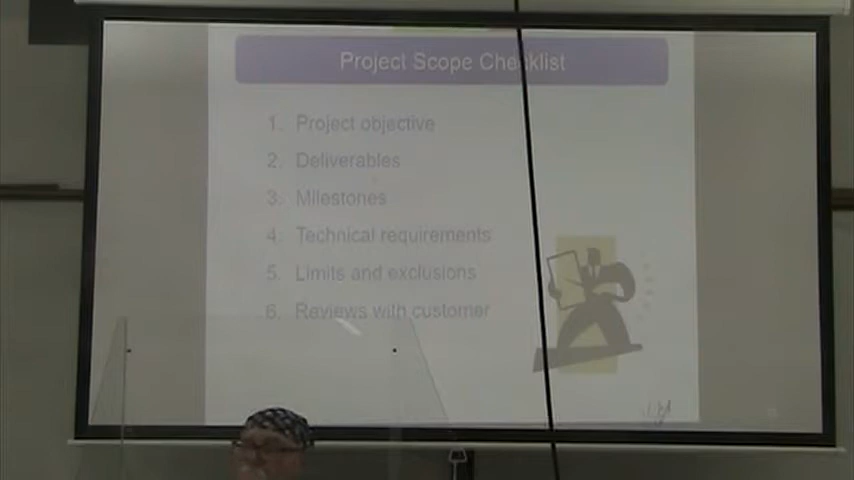 Project Scope Checklist
1. Project objective
2. Deliverables
3. Milestones
4. Technical requirements
5. Limits and exclusions
6. Reviews with customer